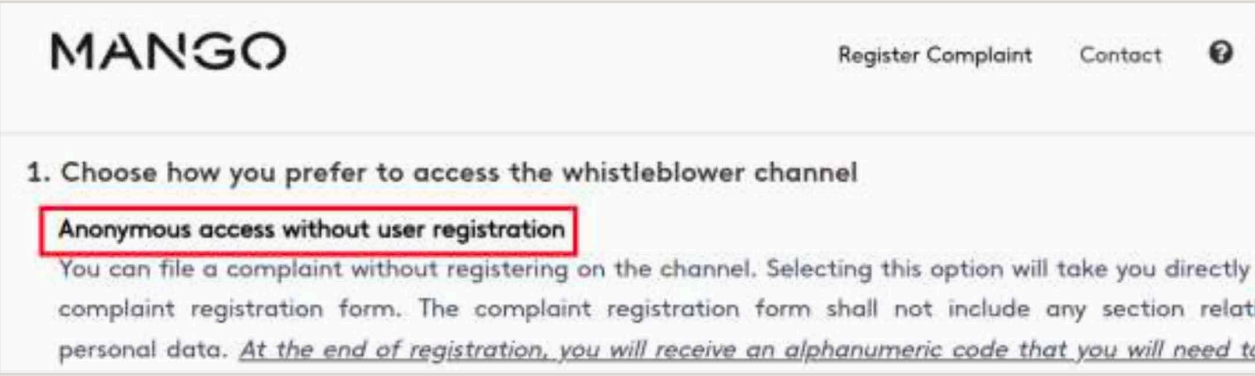 MANGO
Register Complaint Contact ?
1. Choose how you prefer to access the whistleblower channel
Anonymous access without user registration
You can file a complaint without registering on the channel. Selecting this option will take you directly
complaint registration form. The complaint registration form shall not include any section
personal data. At the end of registration, you will receive an alphanumeric code that you will need